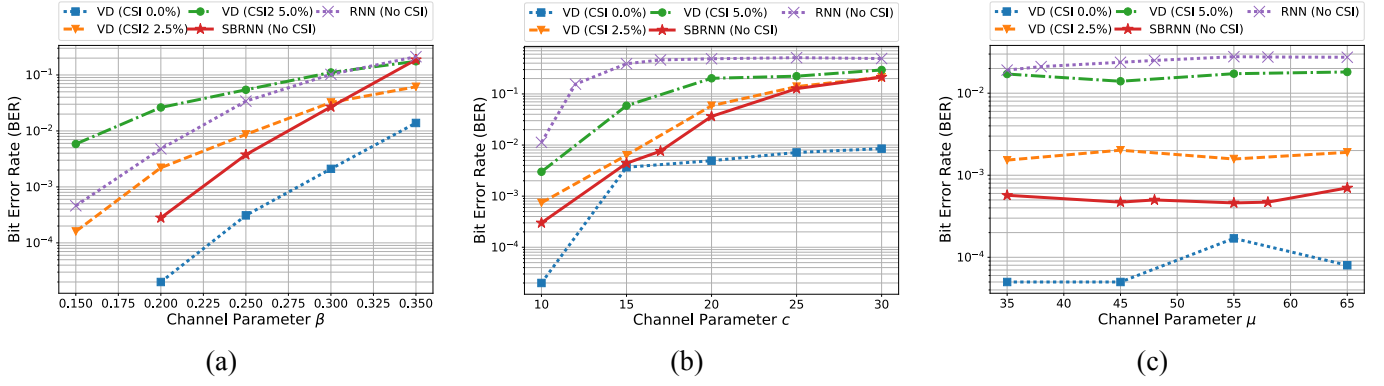 VD (CSI 0.0%)
VD (CSI2 2.5%)
VD (CSI2 5.0%)
SBRNN (No CSI)
RNN (No CSI)
Bit Error Rate (BER)
10⁻¹
10⁻²
10⁻³
10⁻⁴
0.150 0.175 0.200 0.225 0.250 0.275 0.300 0.325 0.350
Channel Parameter β
(a)
VD (CSI 0.0%)
VD (CSI 2.5%)
VD (CSI 5.0%)
SBRNN (No CSI)
RNN (No CSI)
Bit Error Rate (BER)
10⁻¹
10⁻²
10⁻³
10⁻⁴
10 15 20 25 30
Channel Parameter c
(b)
VD (CSI 0.0%)
VD (CSI 2.5%)
VD (CSI 5.0%)
SBRNN (No CSI)
RNN (No CSI)
Bit Error Rate (BER)
10⁻²
10⁻³
10⁻⁴
35 40 45 50 55 60 65
Channel Parameter μ
(c)